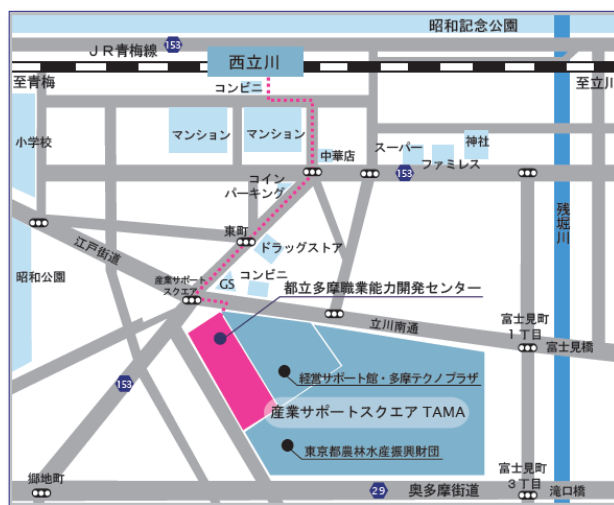 昭和記念公園
JR青梅線
153
西立川
至青梅
至立川
コンビニ
小学校
マンション
マンション
中華店
スーパー
神社
ファミレス
153
コイン
パーキング
残堀川
東町
ドラッグストア
江戸街道
昭和公園
産業サポート
スクエア
GS
コンビニ
都立多摩職業能力開発センター
立川南通
富士見町
1丁目
富士見橋
153
経営サポート館・多摩テクノプラザ
産業サポートスクエア TAMA
東京都農林水産振興財団
郷地町
29
奥多摩街道
富士見町
3丁目
滝口橋